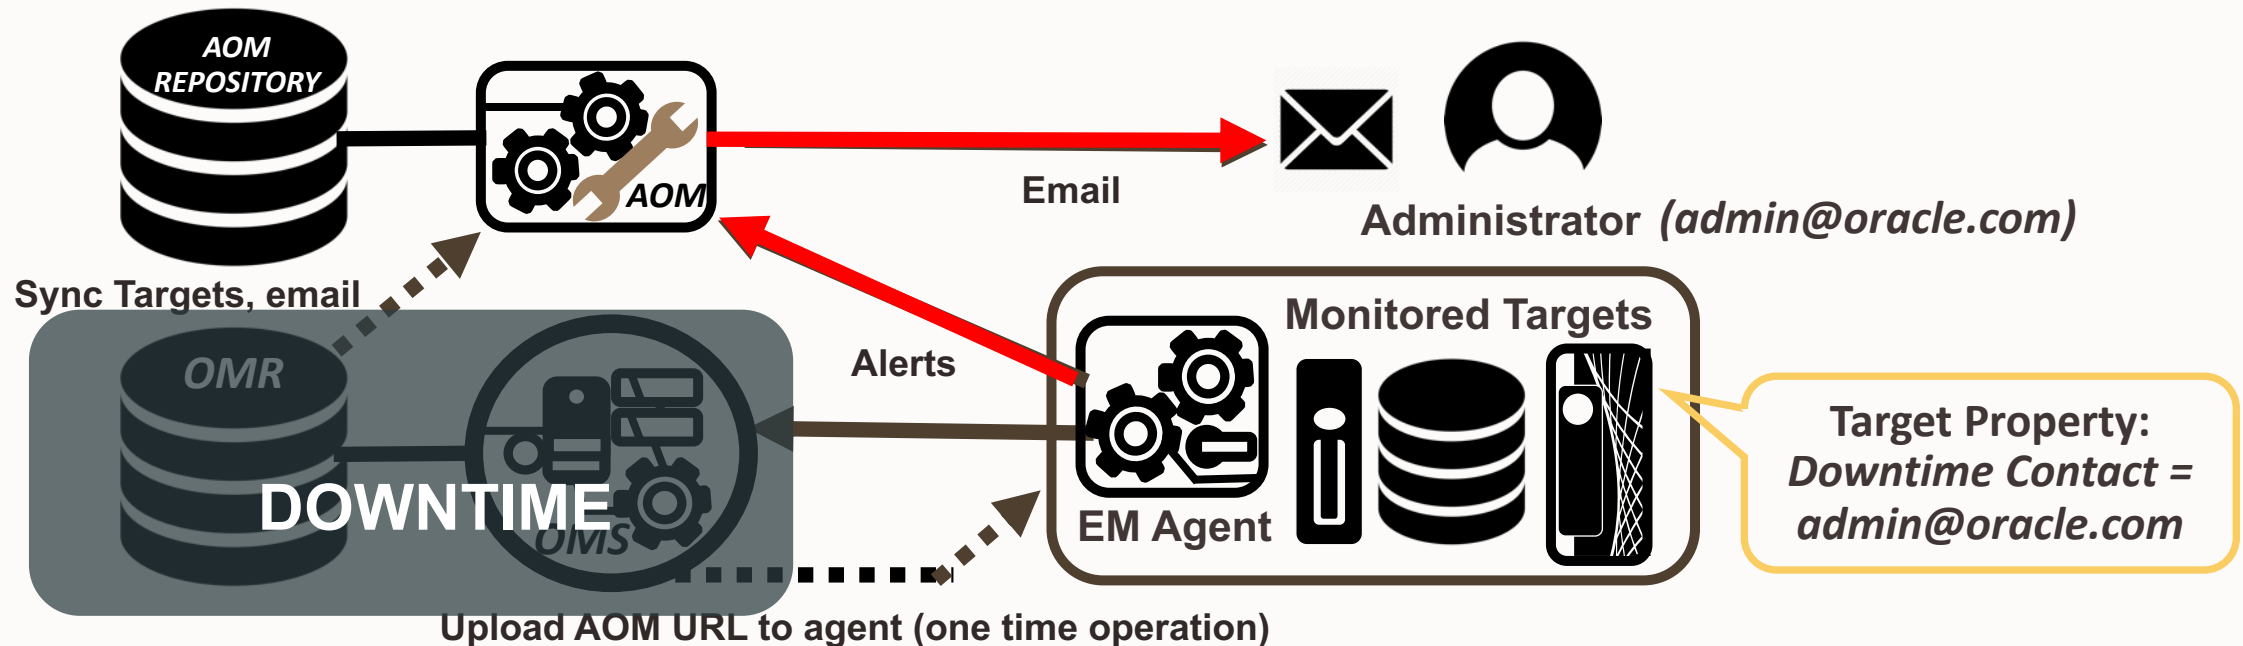 AOM
REPOSITORY
AOM
Email
Administrator (admin@oracle.com)
Sync Targets, email
OMR
DOWNTIME
OMS
Alerts
Monitored Targets
EM Agent
Target Property:
Downtime Contact =
admin@oracle.com
Upload AOM URL to agent (one time operation)